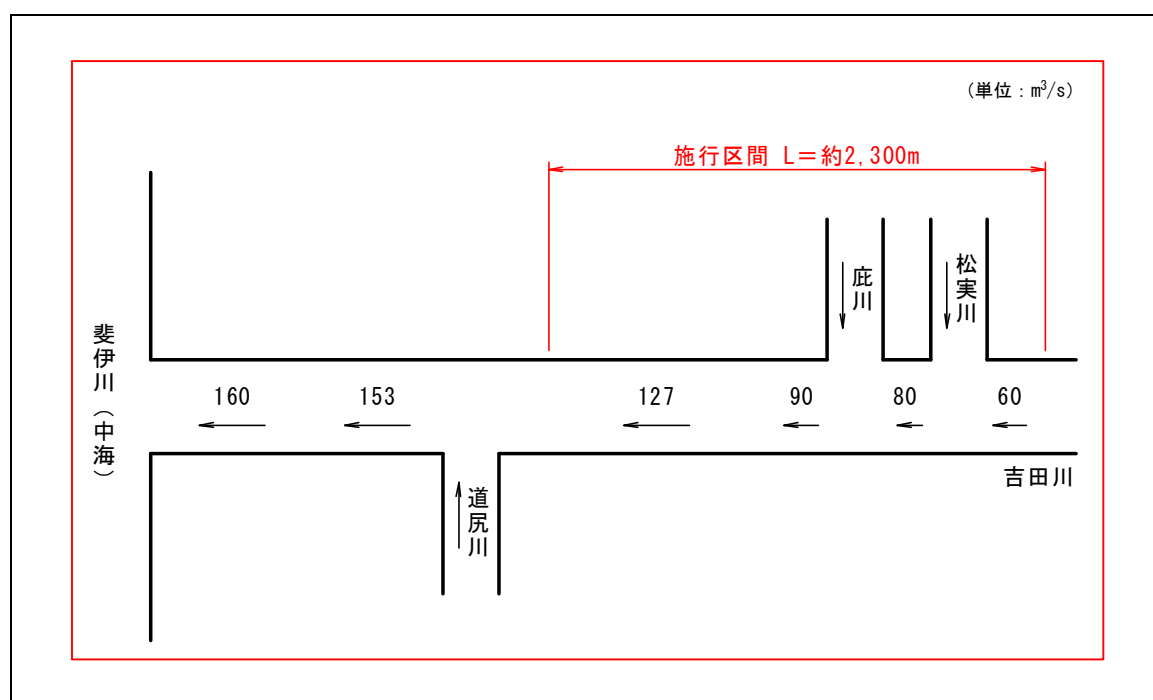 (単位：m³/s)
施行区間 L＝約2,300m
庇川
松実川
斐伊川（中海）
160
153
127
90
80
60
吉田川
道尻川